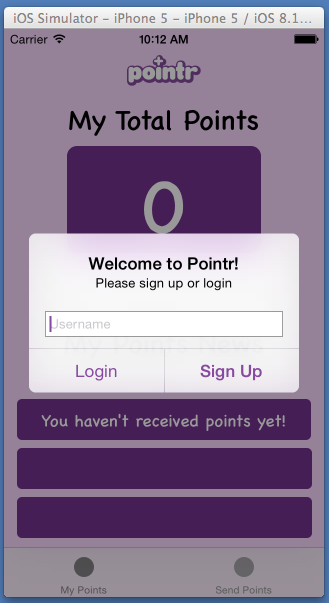 iOS Simulator – iPhone 5 – iPhone 5 / iOS 8.1...
Carrier 10:12 AM
pointr
My Total Points
0
Welcome to Pointr!
Please sign up or login
Username
My Points News
Login Sign Up
You haven't received points yet!
My Points Send Points